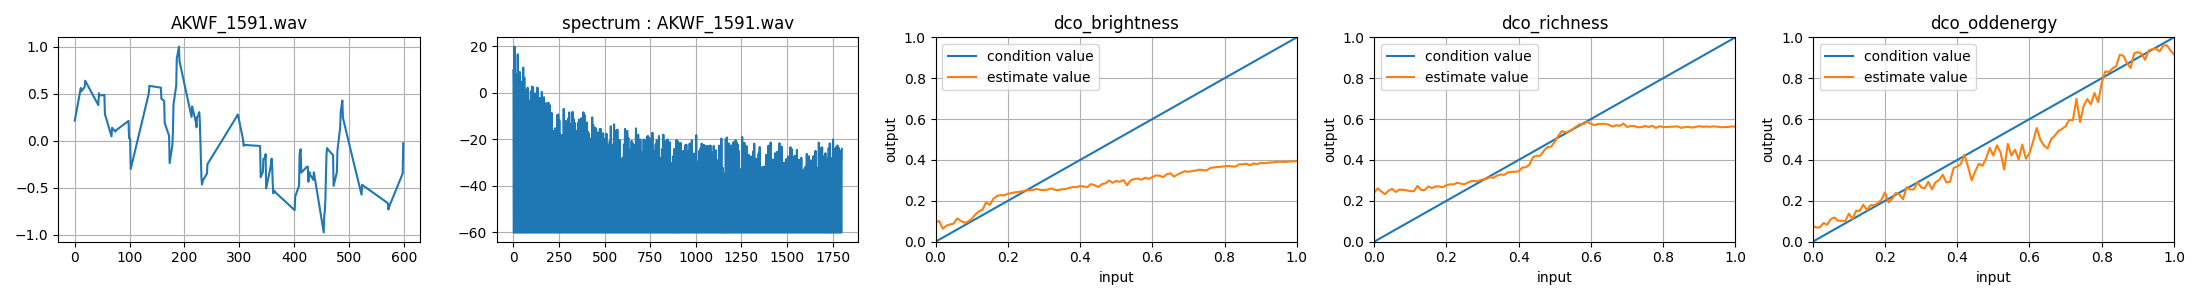 AKWF_1591.wav
1.0
0.5
0.0
−0.5
−1.0
0 100 200 300 400 500 600
spectrum : AKWF_1591.wav
20
0
−20
−40
−60
0 250 500 750 1000 1250 1500 1750
dco_brightness
condition value
estimate value
output
1.0
0.8
0.6
0.4
0.2
0.0
0.0 0.2 0.4 0.6 0.8 1.0
input
dco_richness
condition value
estimate value
output
1.0
0.8
0.6
0.4
0.2
0.0
0.0 0.2 0.4 0.6 0.8 1.0
input
dco_oddenergy
condition value
estimate value
output
1.0
0.8
0.6
0.4
0.2
0.0
0.0 0.2 0.4 0.6 0.8 1.0
input